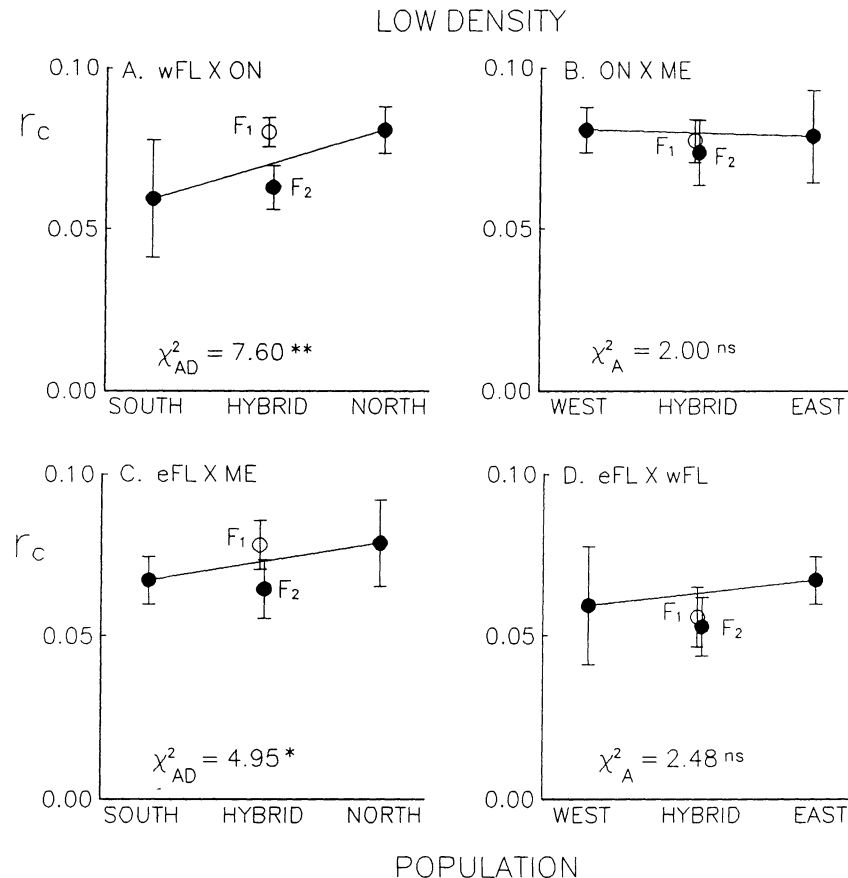 LOW DENSITY
A. wFL X ON
B. ON X ME
0.10
0.10
r_c
F₁
F₂
F₁
F₂
0.05
0.05
χ²_AD = 7.60 **
χ²_A = 2.00 ns
0.00
0.00
SOUTH HYBRID NORTH
WEST HYBRID EAST
C. eFL X ME
D. eFL X wFL
0.10
0.10
r_c
F₁
F₂
F₁
F₂
0.05
0.05
χ²_AD = 4.95 *
χ²_A = 2.48 ns
0.00
0.00
SOUTH HYBRID NORTH
WEST HYBRID EAST
POPULATION